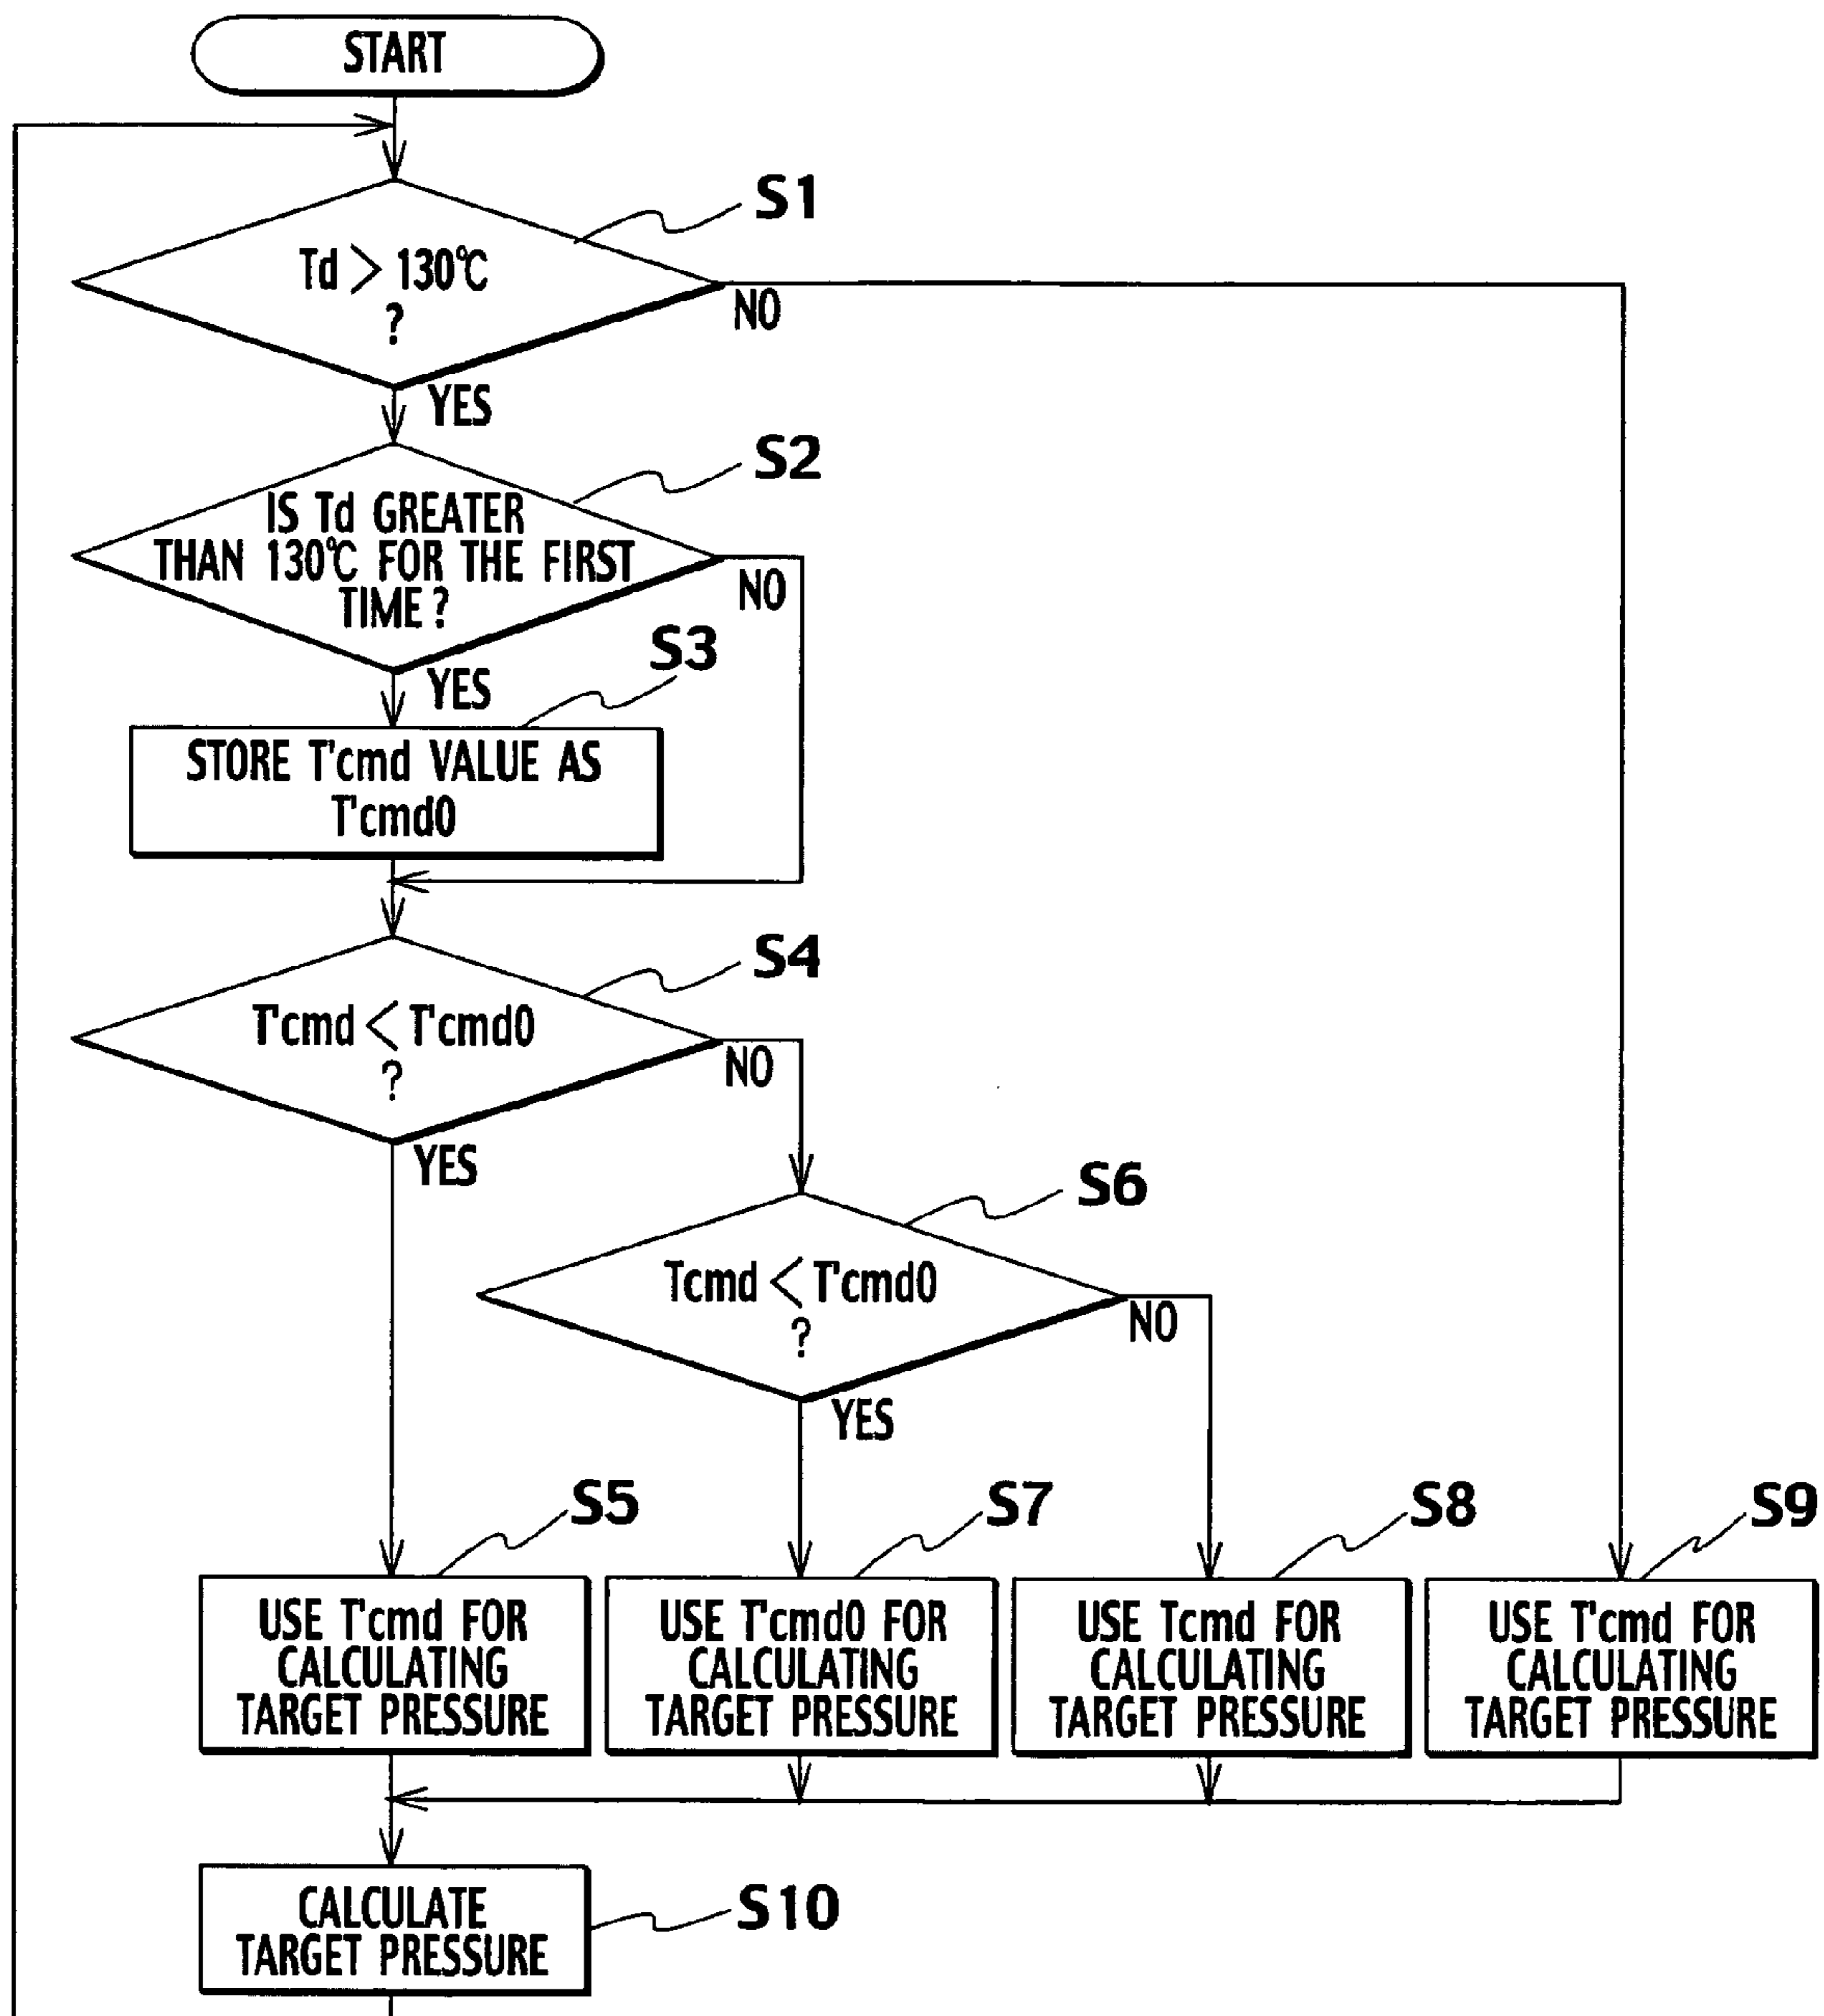 START
S1
Td > 130℃
?
NO
YES
S2
IS Td GREATER
THAN 130℃ FOR THE FIRST
TIME?
NO
YES
S3
STORE T'cmd VALUE AS
T'cmd0
S4
T'cmd < T'cmd0
?
NO
YES
S6
Tcmd < T'cmd0
?
NO
YES
S5
USE T'cmd FOR
CALCULATING
TARGET PRESSURE
S7
USE T'cmd0 FOR
CALCULATING
TARGET PRESSURE
S8
USE Tcmd FOR
CALCULATING
TARGET PRESSURE
S9
USE T'cmd FOR
CALCULATING
TARGET PRESSURE
S10
CALCULATE
TARGET PRESSURE